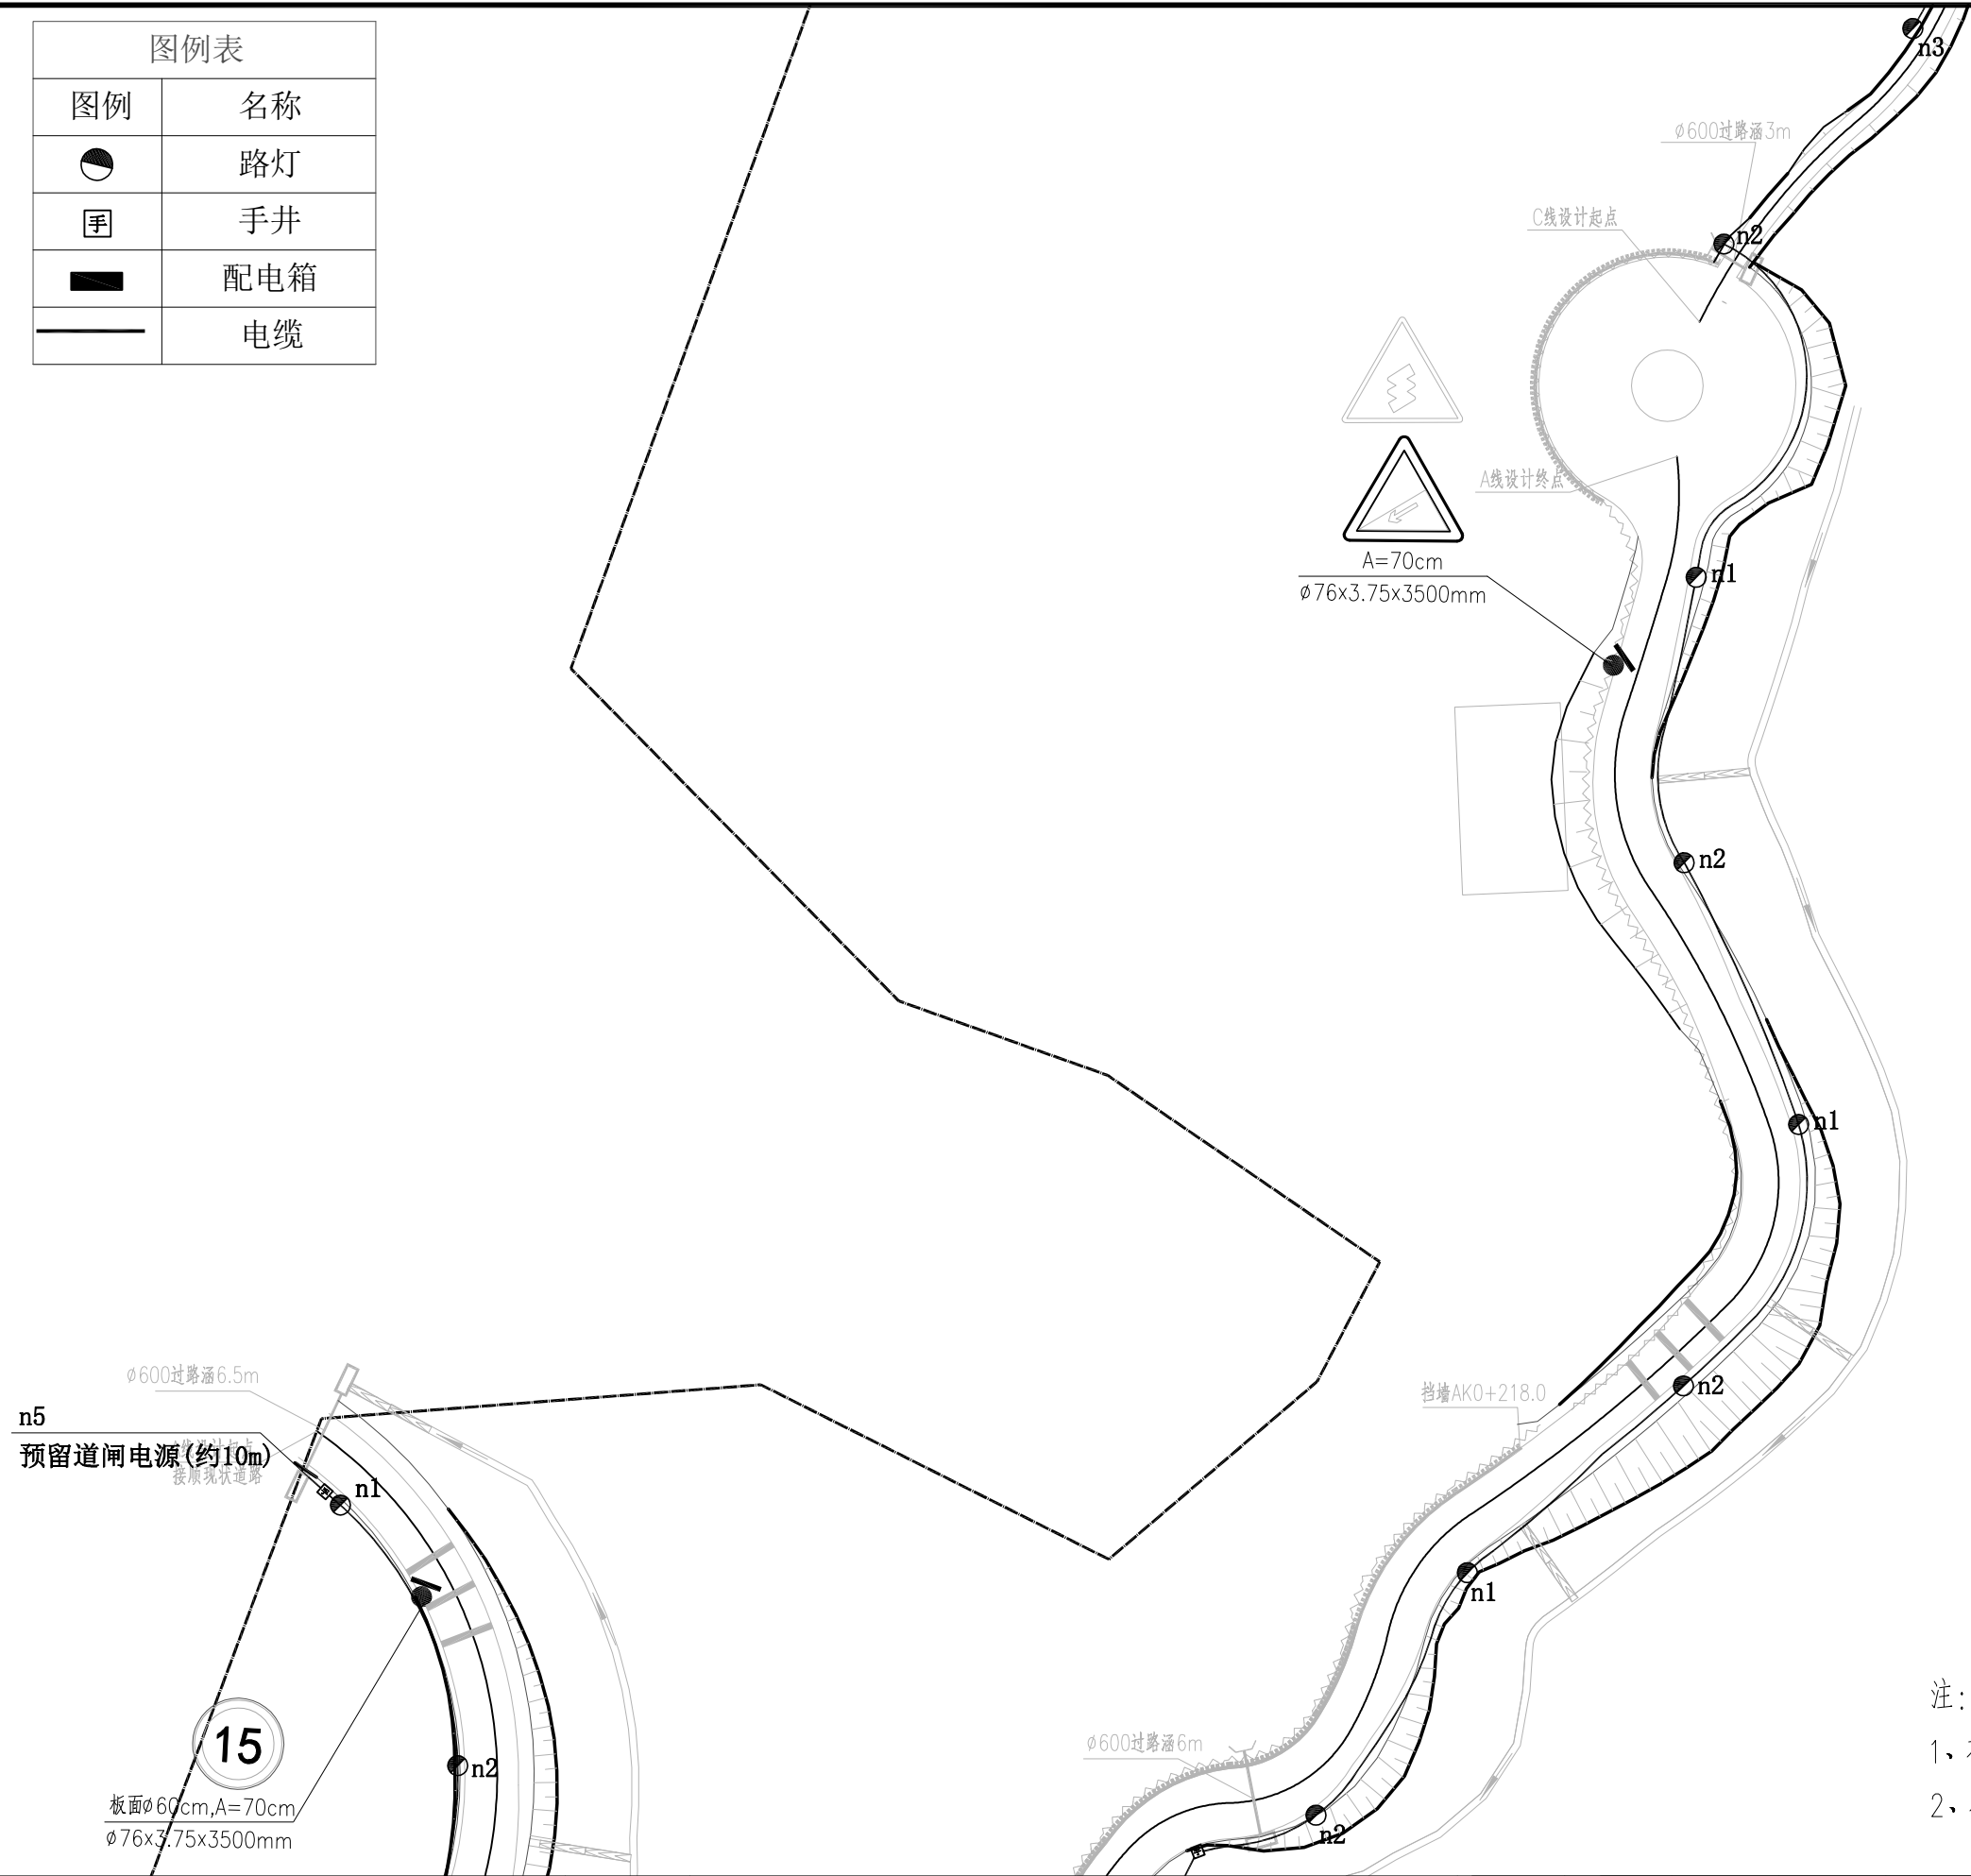 图例表
图例 名称
路灯
手 手井
配电箱
电缆
n3
ø600过路涵3m
C线设计起点
n2
A线设计终点
A=70cm
ø76x3.75x3500mm
n1
n2
n1
n2
挡墙AK0+218.0
n1
ø600过路涵6m
n2
手
ø600过路涵6.5m
n5
预留道闸电源(约10m)
接顺现状道路
手
n1
15
n2
板面ø60cm,A=70cm
ø76x3.75x3500mm
注:
1、
2、